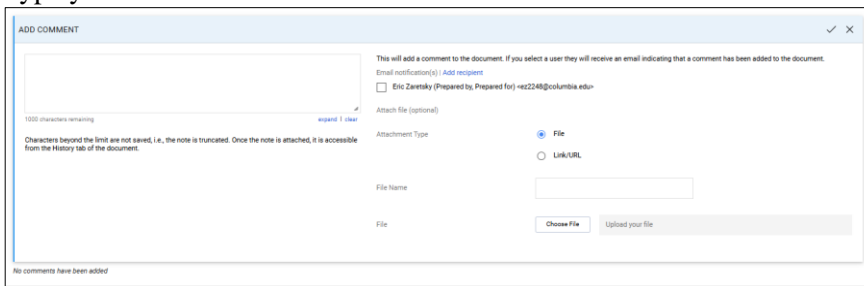 ADD COMMENT
This will add a comment to the document. If you select a user they will receive an email indicating that a comment has been added to the document.
Email notification(s) | Add recipient
Eric Zaretsky (Prepared by, Prepared for) <ez2248@columbia.edu>
1000 characters remaining
expand | clear
Attach file (optional)
Characters beyond the limit are not saved, i.e., the note is truncated. Once the note is attached, it is accessible
from the History tab of the document.
Attachment Type
File
Link/URL
File Name
File
Choose File
Upload your file
No comments have been added